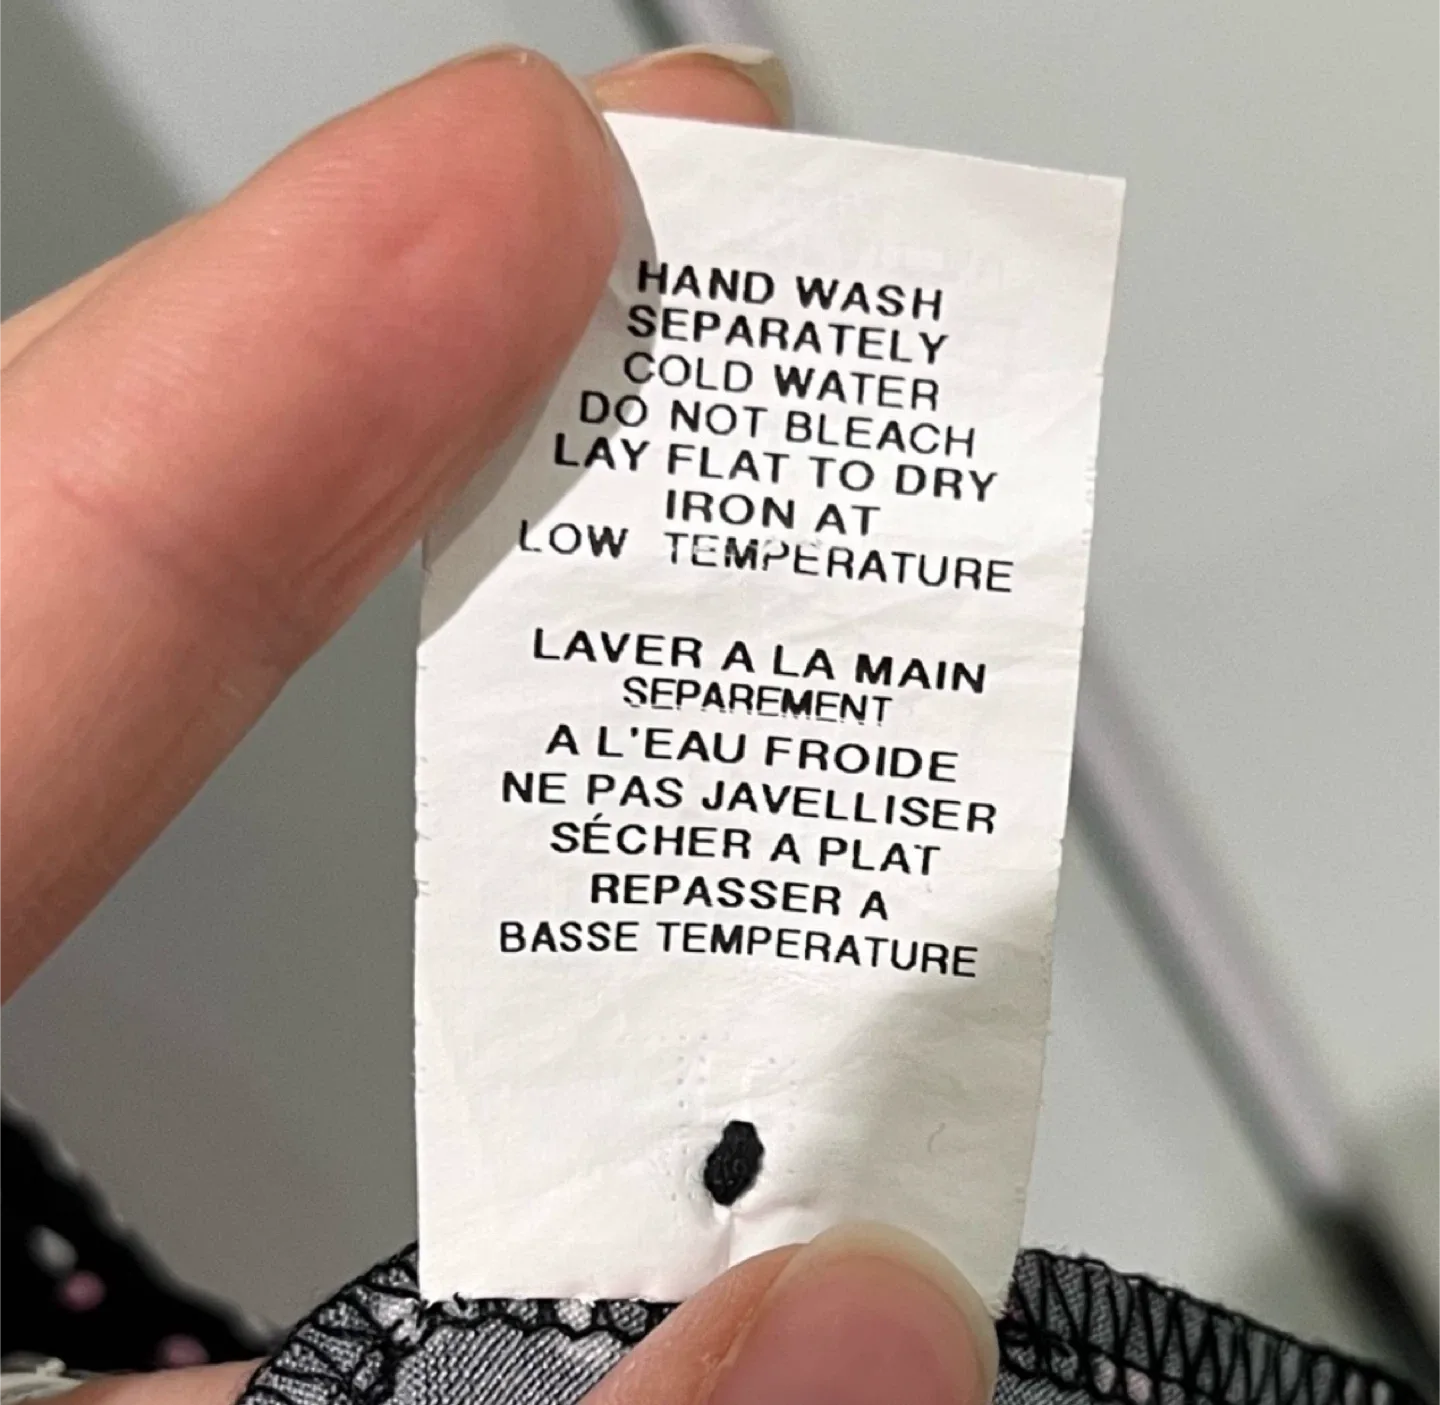 HAND WASH
SEPARATELY
COLD WATER
DO NOT BLEACH
LAY FLAT TO DRY
IRON AT
LOW TEMPERATURE
LAVER A LA MAIN
SEPAREMENT
A L'EAU FROIDE
NE PAS JAVELLISER
SÉCHER A PLAT
REPASSER A
BASSE TEMPERATURE